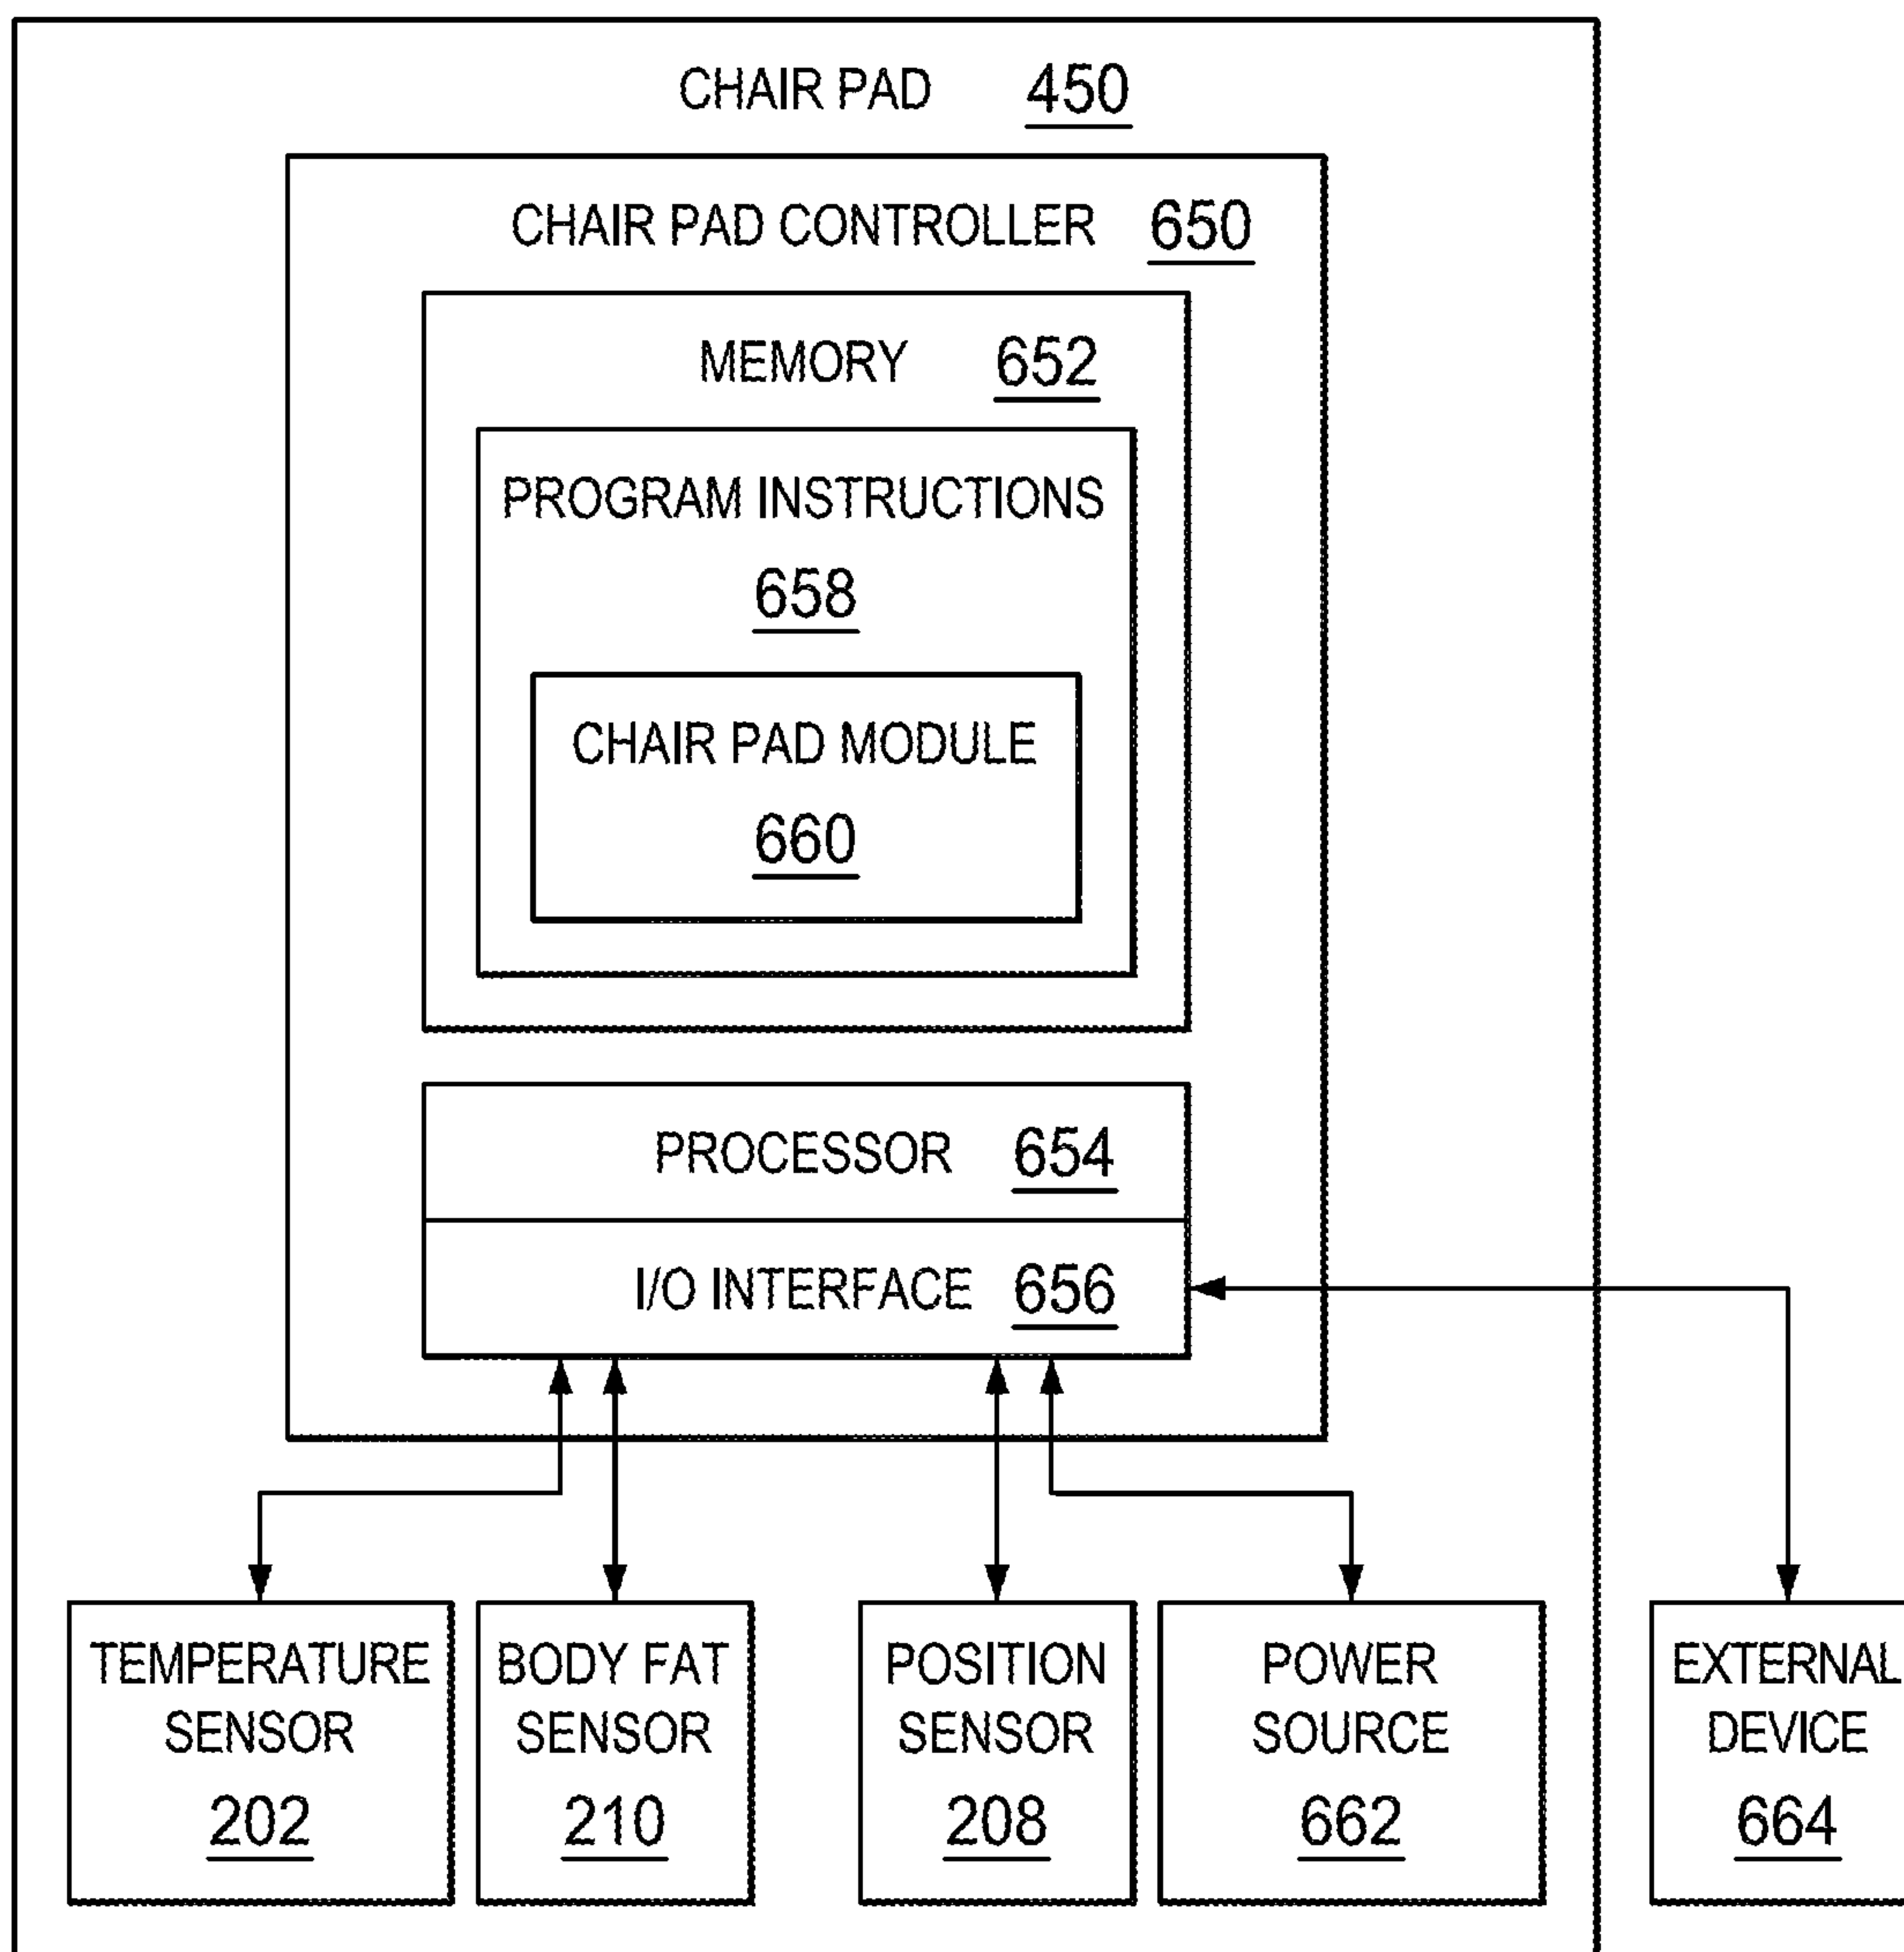 CHAIR PAD 450
CHAIR PAD CONTROLLER 650
MEMORY 652
PROGRAM INSTRUCTIONS
658
CHAIR PAD MODULE
660
PROCESSOR 654
I/O INTERFACE 656
TEMPERATURE
SENSOR
202
BODY FAT
SENSOR
210
POSITION
SENSOR
208
POWER
SOURCE
662
EXTERNAL
DEVICE
664